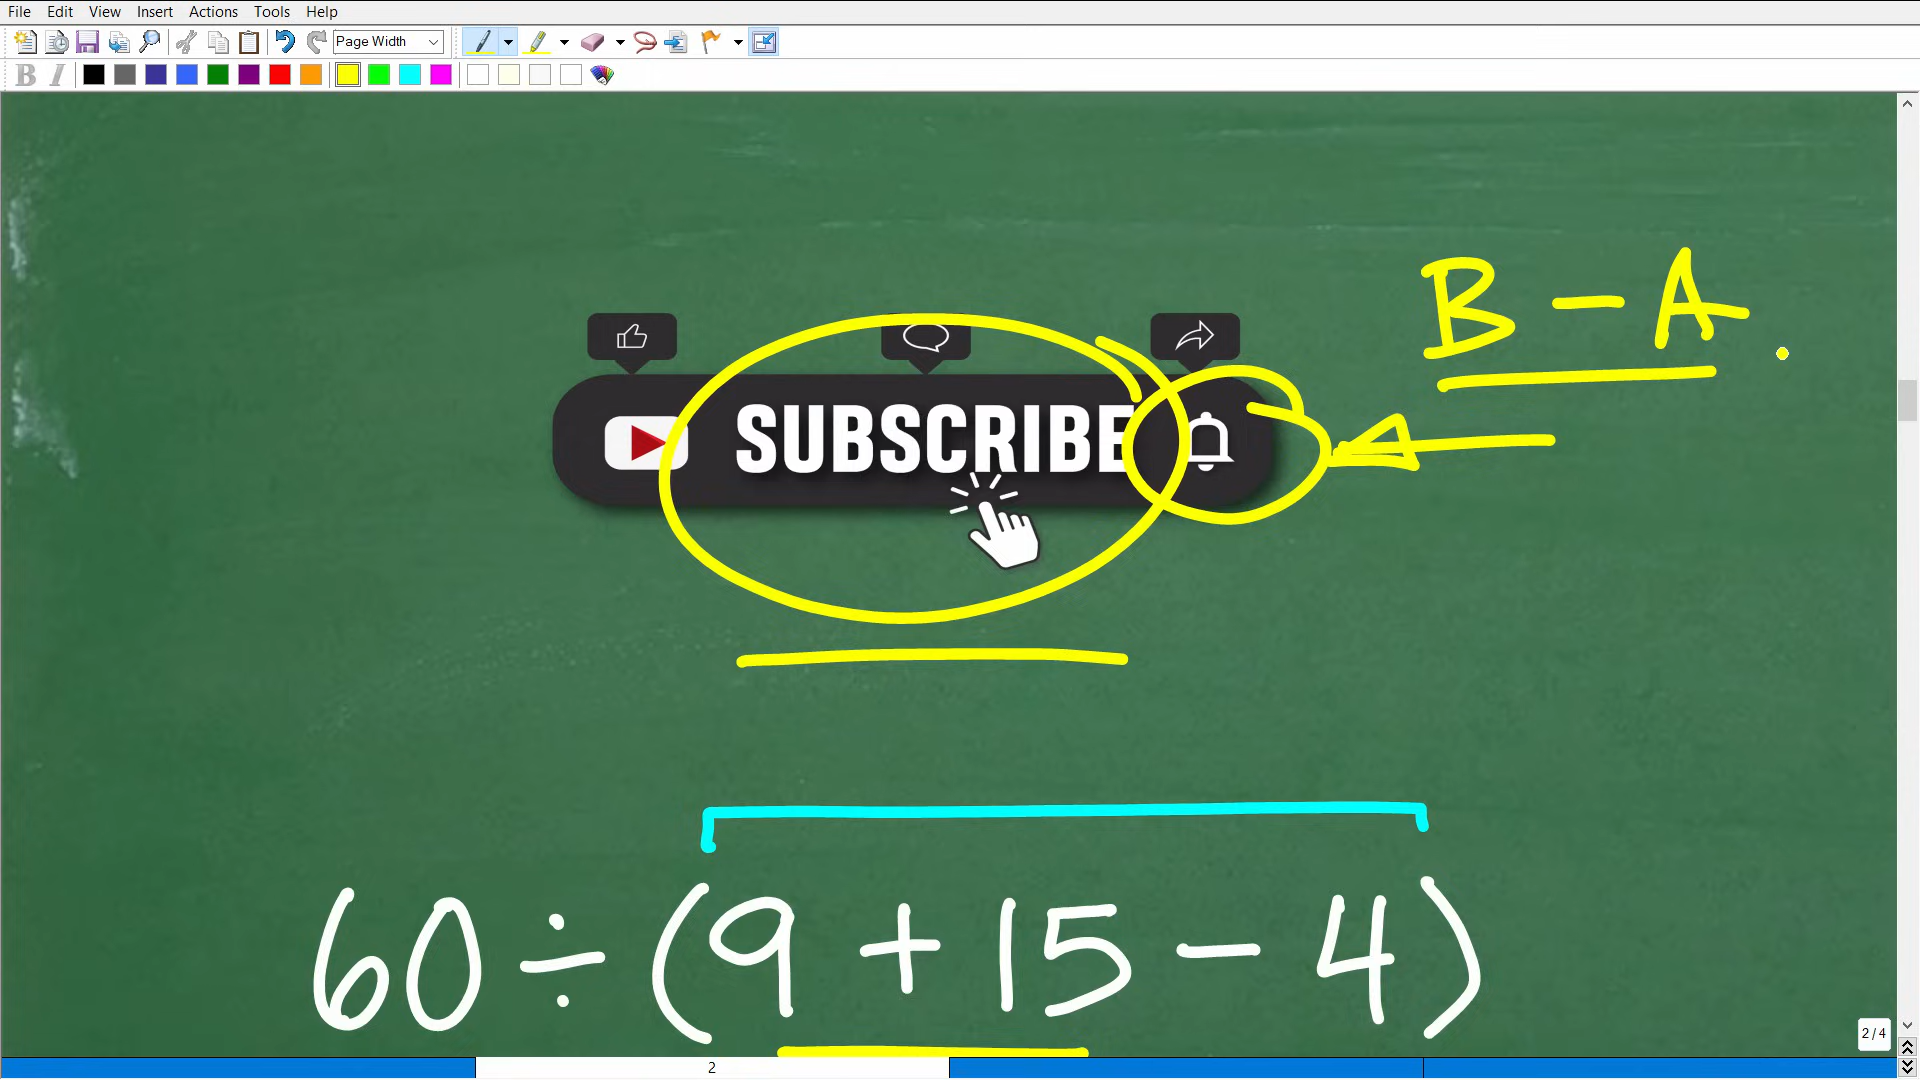 File Edit View Insert Actions Tools Help
Page Width
B I
B - A
SUBSCRIBE
60 ÷ (9 + 15 - 4)
2 / 4
2